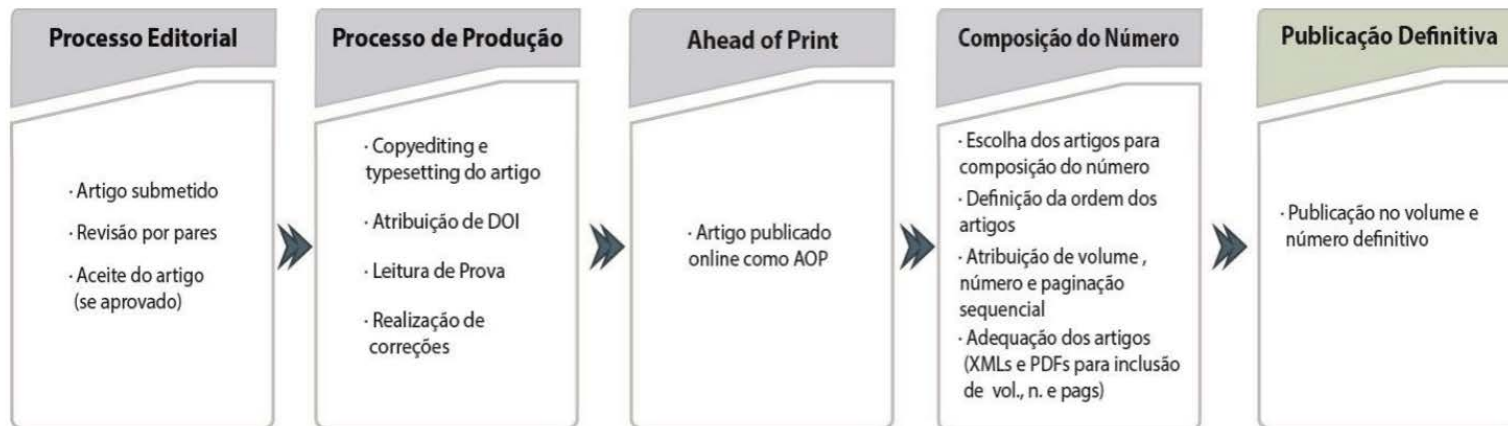 Processo Editorial
· Artigo submetido
· Revisão por pares
· Aceite do artigo
(se aprovado)
Processo de Produção
· Copyediting e
typesetting do artigo
· Atribuição de DOI
· Leitura de Prova
· Realização de
correções
Ahead of Print
· Artigo publicado
online como AOP
Composição do Número
· Escolha dos artigos para
composição do número
· Definição da ordem dos
artigos
· Atribuição de volume ,
número e paginação
sequencial
· Adequação dos artigos
(XMLs e PDFs para inclusão
de vol., n. e pags)
Publicação Definitiva
· Publicação no volume e
número definitivo